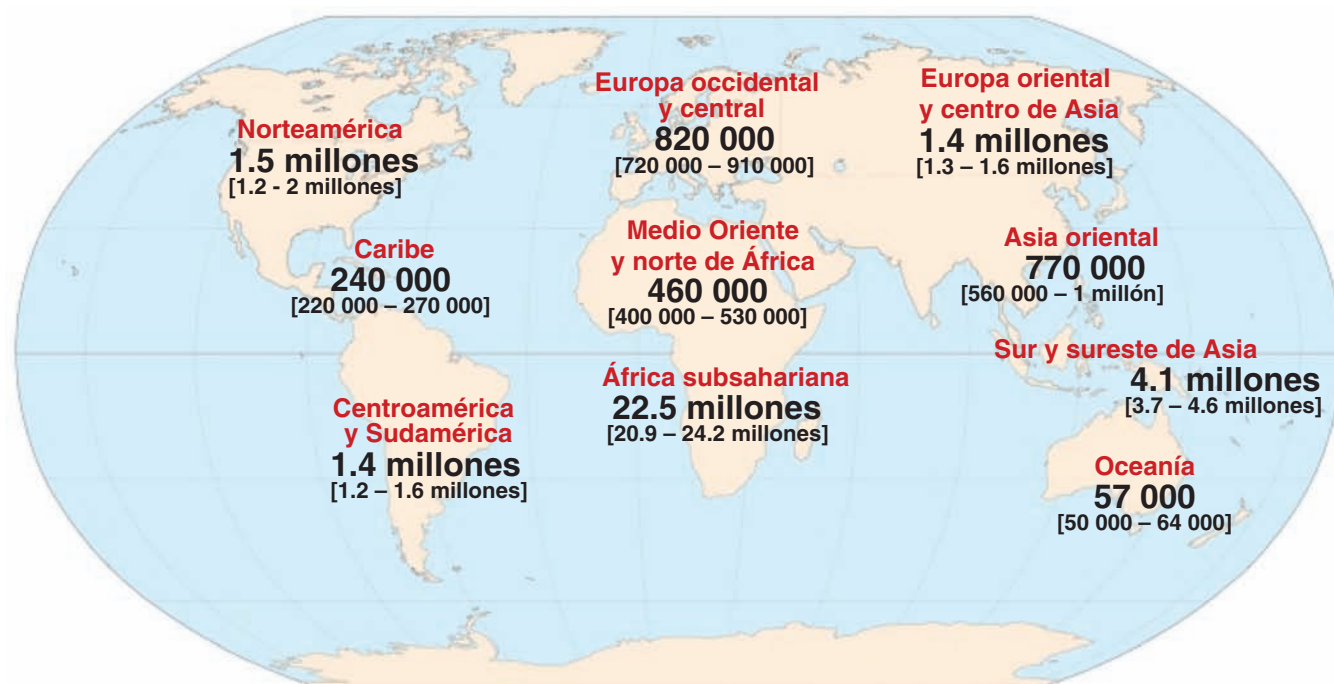 Norteamérica
1.5 millones
[1.2 - 2 millones]
Europa occidental
y central
820 000
[720 000 – 910 000]
Europa oriental
y centro de Asia
1.4 millones
[1.3 – 1.6 millones]
Caribe
240 000
[220 000 – 270 000]
Medio Oriente
y norte de África
460 000
[400 000 – 530 000]
Asia oriental
770 000
[560 000 – 1 millón]
Centroamérica
y Sudamérica
1.4 millones
[1.2 – 1.6 millones]
África subsahariana
22.5 millones
[20.9 – 24.2 millones]
Sur y sureste de Asia
4.1 millones
[3.7 – 4.6 millones]
Oceanía
57 000
[50 000 – 64 000]